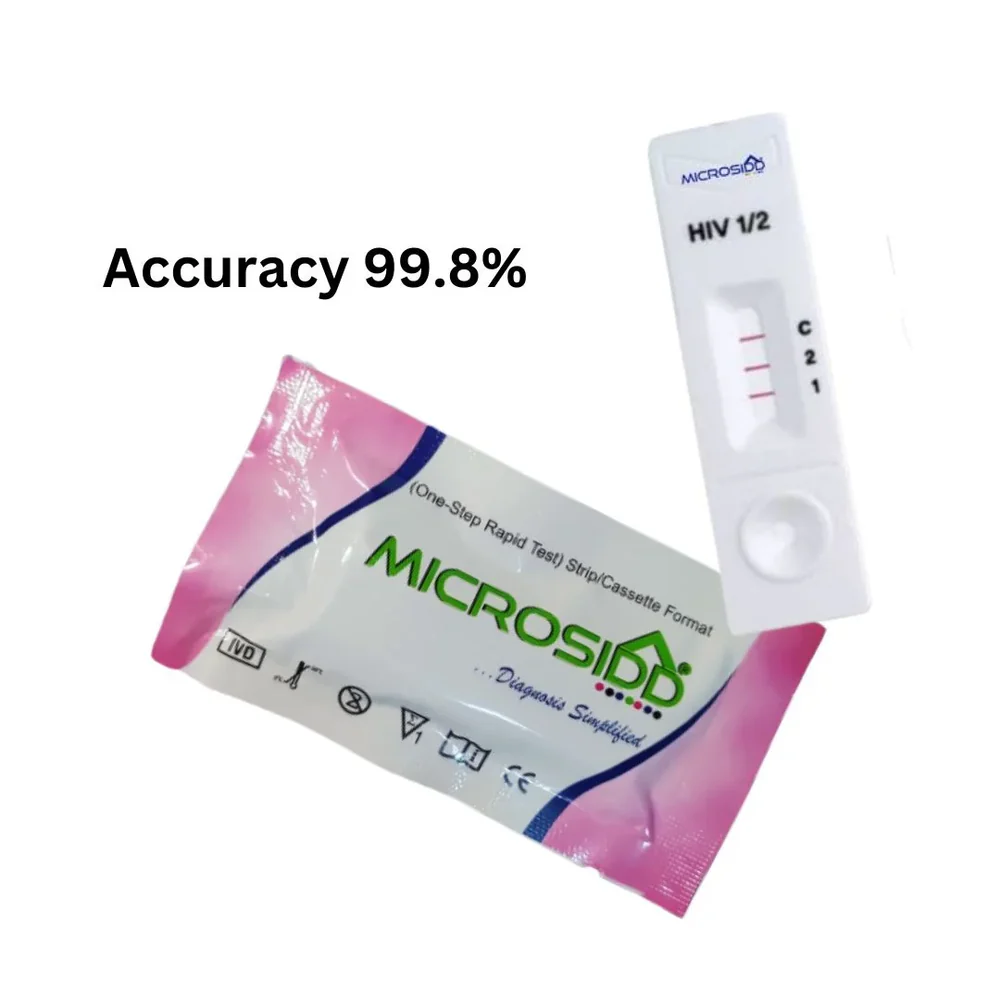 MICROSIDD
HIV 1/2
Accuracy 99.8%
C
2
1
(One-Step Rapid Test) Strip/Cassette Format
MICROSIDD®
...Diagnosis Simplified
IVD
1
i
CE